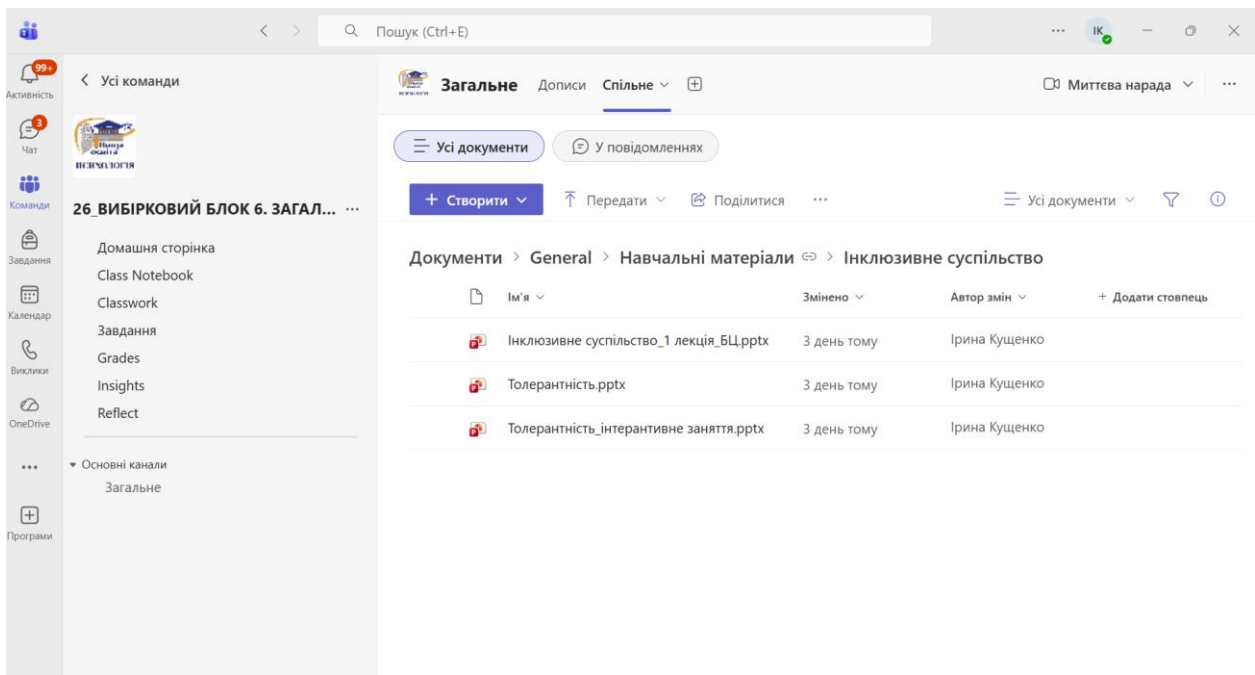 Пошук (Ctrl+E)
ІК
99+
Активність
3
Чат
Команди
Завдання
Календар
Виклики
OneDrive
Програми
Усі команди
Вища
освіта
ПСИХОЛОГІЯ
26_ВИБІРКОВИЙ БЛОК 6. ЗАГАЛ...
Домашня сторінка
Class Notebook
Classwork
Завдання
Grades
Insights
Reflect
Основні канали
Загальне
Загальне Дописи Спільне
Миттєва нарада
Усі документи У повідомленнях
+ Створити Передати Поділитися Усі документи
Документи > General > Навчальні матеріали > Інклюзивне суспільство
Ім'я Змінено Автор змін + Додати стовпець
Інклюзивне суспільство_1 лекція_БЦ.pptx 3 день тому Ірина Кущенко
Толерантність.pptx 3 день тому Ірина Кущенко
Толерантність_інтерантивне заняття.pptx 3 день тому Ірина Кущенко